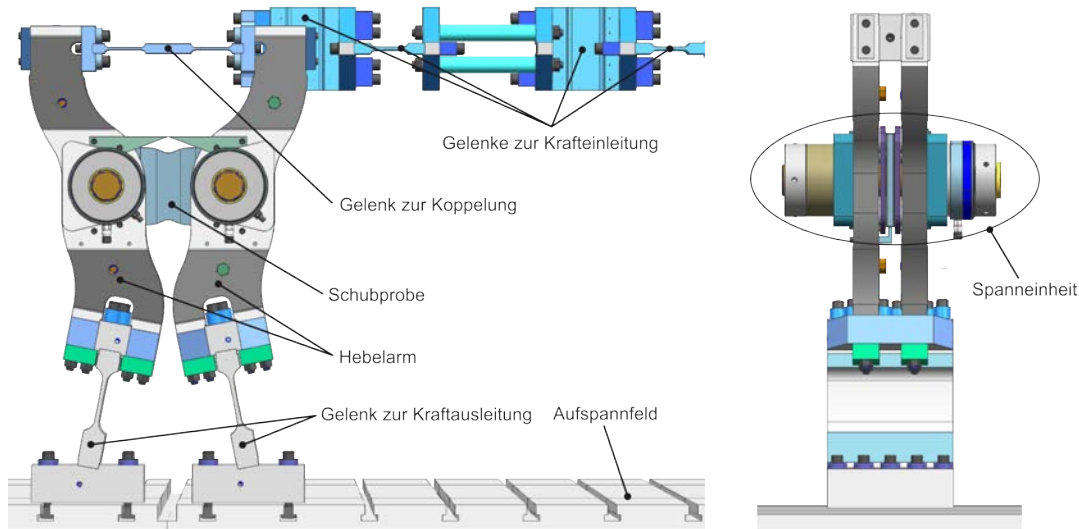 Gelenke zur Krafteinleitung
Gelenk zur Koppelung
Schubprobe
Spanneinheit
Hebelarm
Gelenk zur Kraftausleitung
Aufspannfeld